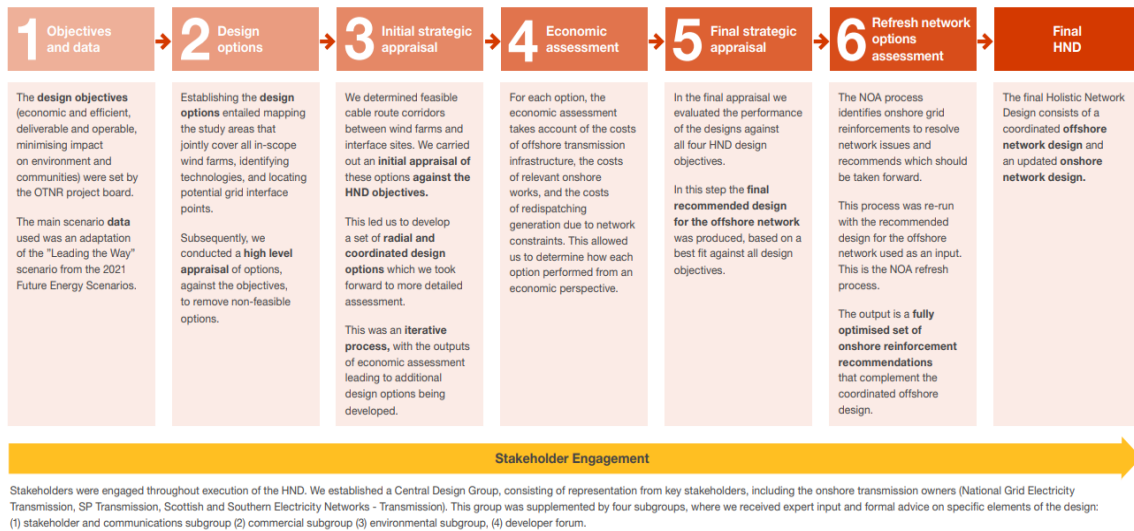 1 Objectives
and data
2 Design
options
3 Initial strategic
appraisal
4 Economic
assessment
5 Final strategic
appraisal
6 Refresh network
options
assessment
Final
HND
The design objectives
(economic and efficient,
deliverable and operable,
minimising impact
on environment and
communities) were set by
the OTNR project board.
The main scenario data
used was an adaptation
of the "Leading the Way"
scenario from the 2021
Future Energy Scenarios.
Establishing the design
options entailed mapping
the study areas that
jointly cover all in-scope
wind farms, identifying
technologies, and locating
potential grid interface
points.
Subsequently, we
conducted a high level
appraisal of options,
against the objectives,
to remove non-feasible
options.
We determined feasible
cable route corridors
between wind farms and
interface sites. We carried
out an initial appraisal of
these options against the
HND objectives.
This led us to develop
a set of radial and
coordinated design
options which we took
forward to more detailed
assessment.
This was an iterative
process, with the outputs
of economic assessment
leading to additional
design options being
developed.
For each option, the
economic assessment
takes account of the costs
of offshore transmission
infrastructure, the costs
of relevant onshore
works, and the costs
of redispatching
generation due to network
constraints. This allowed
us to determine how each
option performed from an
economic perspective.
In the final appraisal we
evaluated the performance
of the designs against
all four HND design
objectives.
In this step the final
recommended design
for the offshore network
was produced, based on a
best fit against all design
objectives.
The NOA process
identifies onshore grid
reinforcements to resolve
network issues and
recommends which should
be taken forward.
This process was re-run
with the recommended
design for the offshore
network used as an input.
This is the NOA refresh
process.
The output is a fully
optimised set of
onshore reinforcement
recommendations
that complement the
coordinated offshore
design.
The final Holistic Network
Design consists of a
coordinated offshore
network design and
an updated onshore
network design.
Stakeholder Engagement
Stakeholders were engaged throughout execution of the HND. We established a Central Design Group, consisting of representation from key stakeholders, including the onshore transmission owners (National Grid Electricity
Transmission, SP Transmission, Scottish and Southern Electricity Networks - Transmission). This group was supplemented by four subgroups, where we received expert input and formal advice on specific elements of the design:
(1) stakeholder and communications subgroup (2) commercial subgroup (3) environmental subgroup, (4) developer forum.